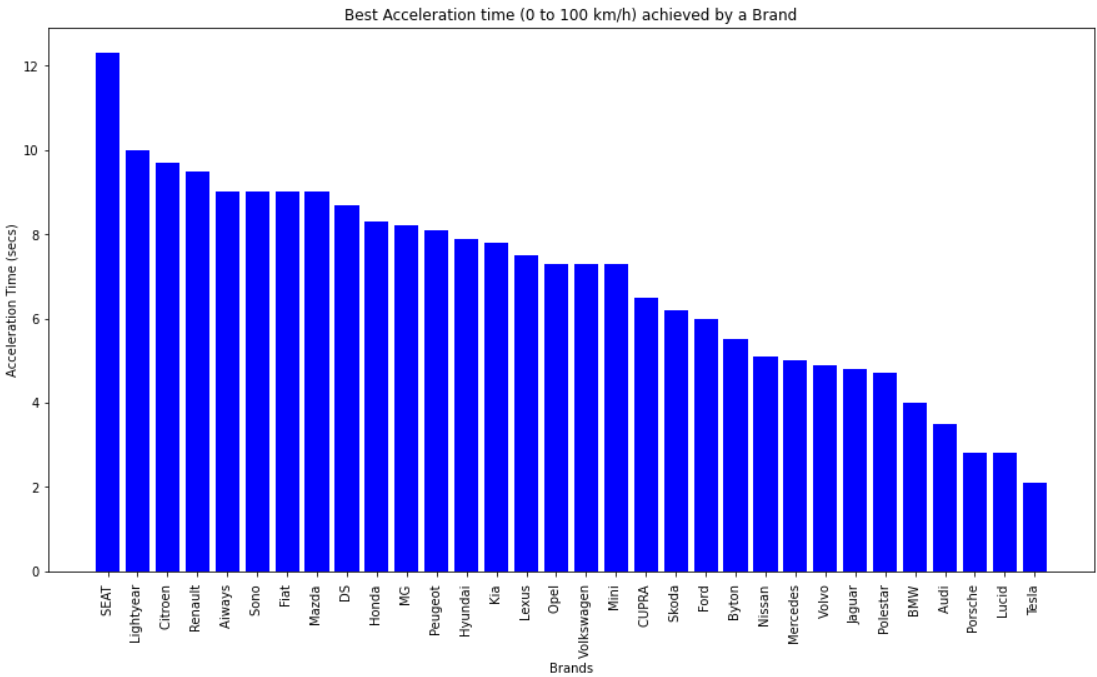 Best Acceleration time (0 to 100 km/h) achieved by a Brand
Acceleration Time (secs)
12
10
8
6
4
2
0
SEAT
Lightyear
Citroen
Renault
Aiways
Sono
Fiat
Mazda
DS
Honda
MG
Peugeot
Hyundai
Kia
Lexus
Opel
Volkswagen
Mini
CUPRA
Skoda
Ford
Byton
Nissan
Mercedes
Volvo
Jaguar
Polestar
BMW
Audi
Porsche
Lucid
Tesla
Brands